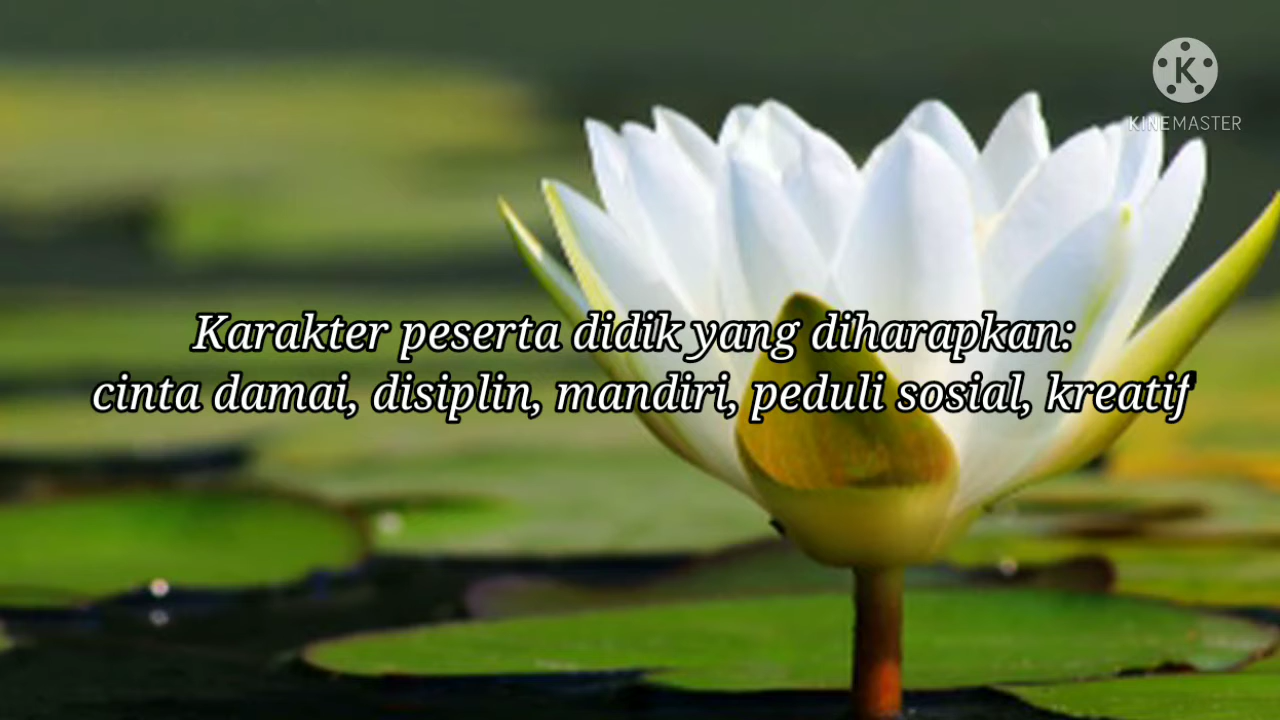 K
KINEMASTER
Karakter peserta didik yang diharapkan:
cinta damai, disiplin, mandiri, peduli sosial, kreatif